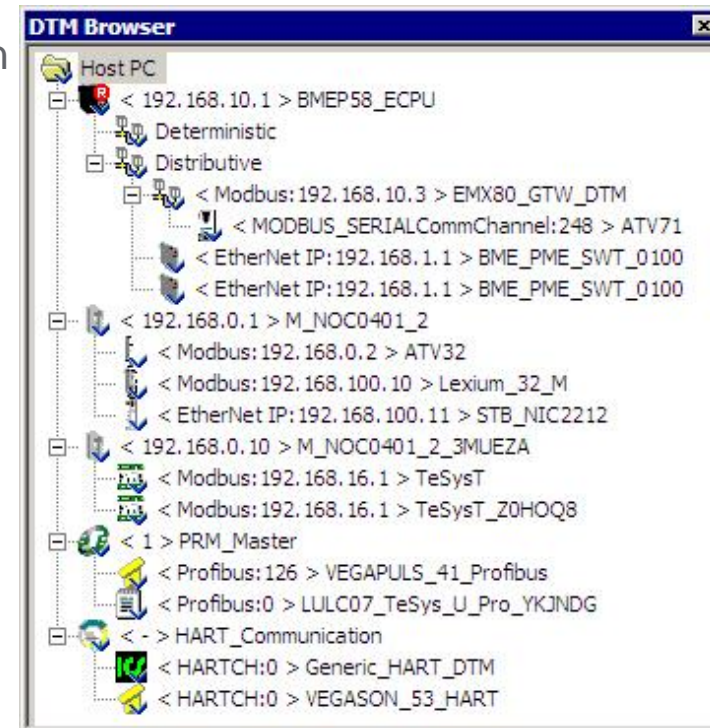 DTM Browser
Host PC
< 192.168.10.1 > BMEP58_ECPU
Deterministic
Distributive
< Modbus:192.168.10.3 > EMX80_GTW_DTM
< MODBUS_SERIALCommChannel:248 > ATV71
< EtherNet IP:192.168.1.1 > BME_PME_SWT_0100
< EtherNet IP:192.168.1.1 > BME_PME_SWT_0100
< 192.168.0.1 > M_NOC0401_2
< Modbus:192.168.0.2 > ATV32
< Modbus:192.168.100.10 > Lexium_32_M
< EtherNet IP:192.168.100.11 > STB_NIC2212
< 192.168.0.10 > M_NOC0401_2_3MUEZA
< Modbus:192.168.16.1 > TeSysT
< Modbus:192.168.16.1 > TeSysT_Z0HOQ8
< 1 > PRM_Master
< Profibus:126 > VEGAPULS_41_Profibus
< Profibus:0 > LULC07_TeSys_U_Pro_YKJNDG
< - > HART_Communication
< HARTCH:0 > Generic_HART_DTM
< HARTCH:0 > VEGASON_53_HART